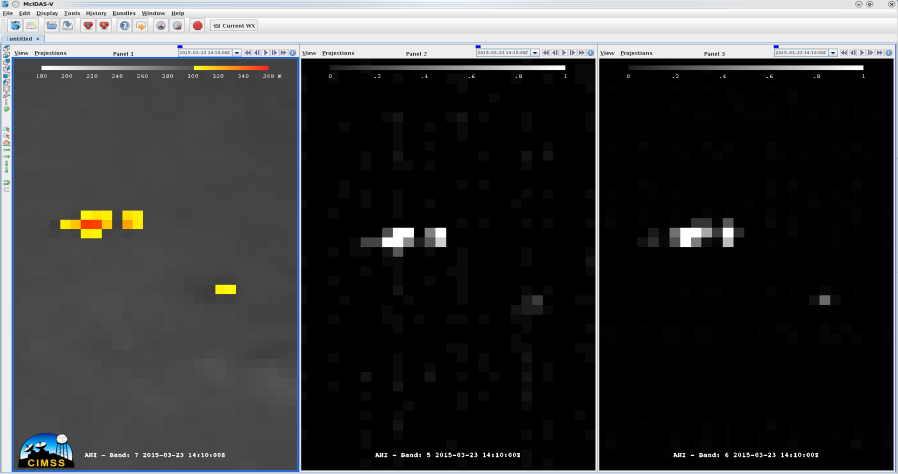 McIDAS-V
File Edit Display Tools History Bundles Window Help
Current WX
untitled
View Projections Panel 1 2015-03-23 14:10:00Z
View Projections Panel 2 2015-03-23 14:10:00Z
View Projections Panel 3 2015-03-23 14:10:00Z
180 200 220 240 260 300 320 340 360 K
0 .2 .4 .6 .8 1
0 .2 .4 .6 .8 1
CIMSS
AHI - Band: 7 2015-03-23 14:10:00Z
AHI - Band: 5 2015-03-23 14:10:00Z
AHI - Band: 6 2015-03-23 14:10:00Z